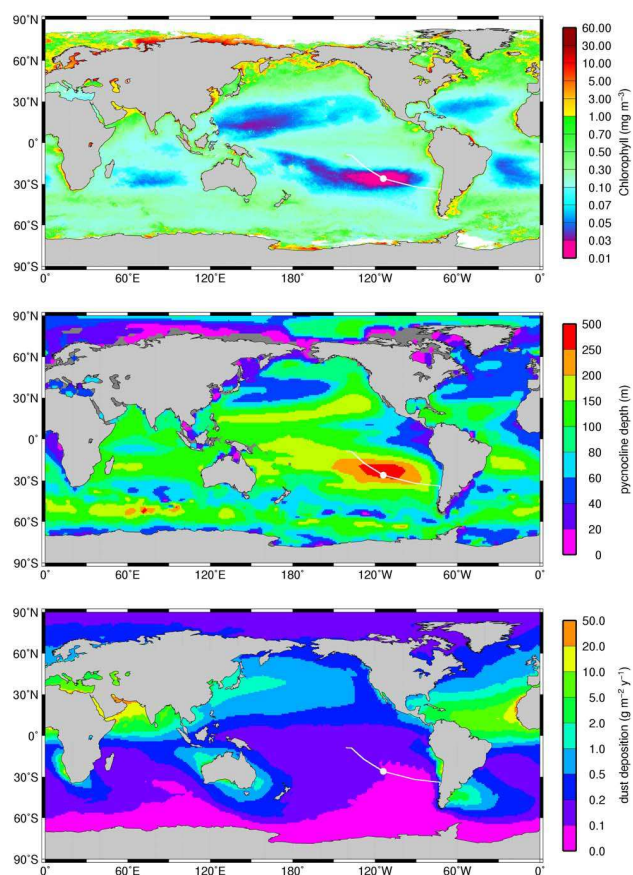 90˚N
60˚N
30˚N
0˚
30˚S
60˚S
90˚S
60.00
30.00
10.00
5.00
3.00
1.00
0.70
0.50
0.30
0.10
0.07
0.05
0.03
0.01
Chlorophyll (mg m⁻³)
0˚ 60˚E 120˚E 180˚ 120˚W 60˚W 0˚
90˚N
60˚N
30˚N
0˚
30˚S
60˚S
90˚S
500
250
200
150
100
80
60
40
20
0
pycnocline depth (m)
0˚ 60˚E 120˚E 180˚ 120˚W 60˚W 0˚
90˚N
60˚N
30˚N
0˚
30˚S
60˚S
90˚S
50.0
20.0
10.0
5.0
2.0
1.0
0.5
0.2
0.1
0.0
dust deposition (g m⁻² y⁻¹)
0˚ 60˚E 120˚E 180˚ 120˚W 60˚W 0˚